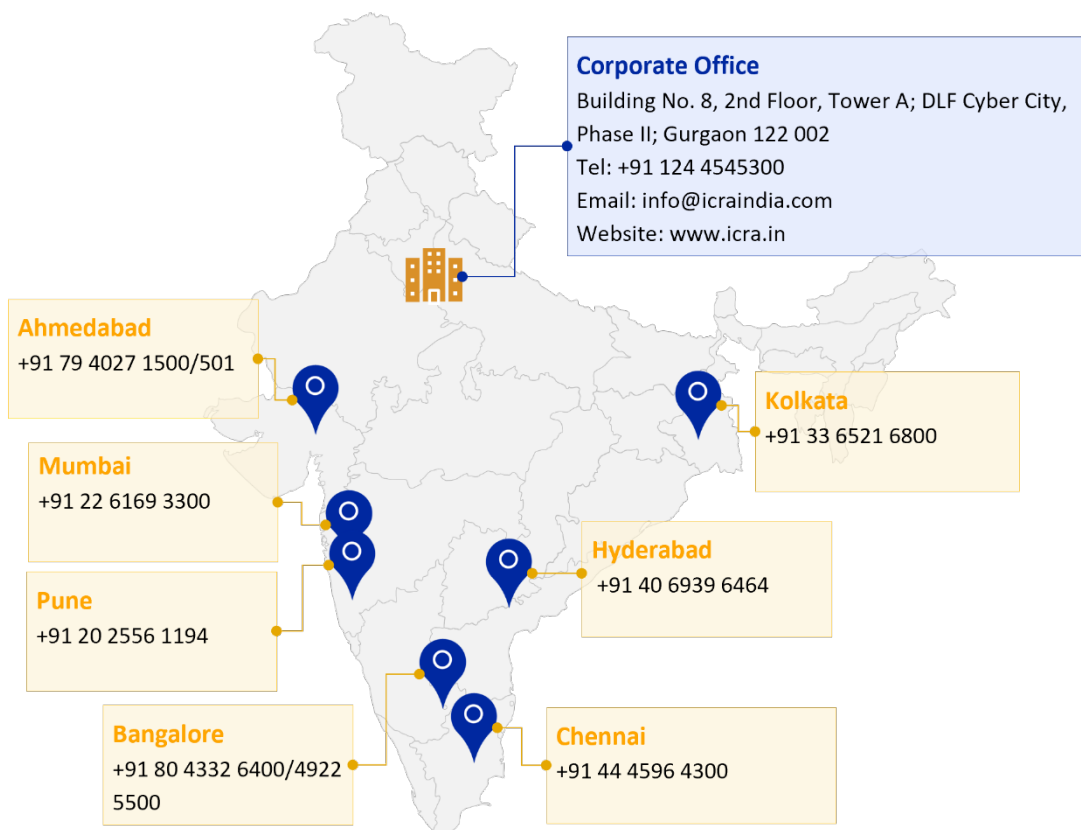 Corporate Office
Building No. 8, 2nd Floor, Tower A; DLF Cyber City,
Phase II; Gurgaon 122 002
Tel: +91 124 4545300
Email: info@icraindia.com
Website: www.icra.in
Ahmedabad
+91 79 4027 1500/501
Kolkata
+91 33 6521 6800
Mumbai
+91 22 6169 3300
Hyderabad
+91 40 6939 6464
Pune
+91 20 2556 1194
Bangalore
+91 80 4332 6400/4922
5500
Chennai
+91 44 4596 4300